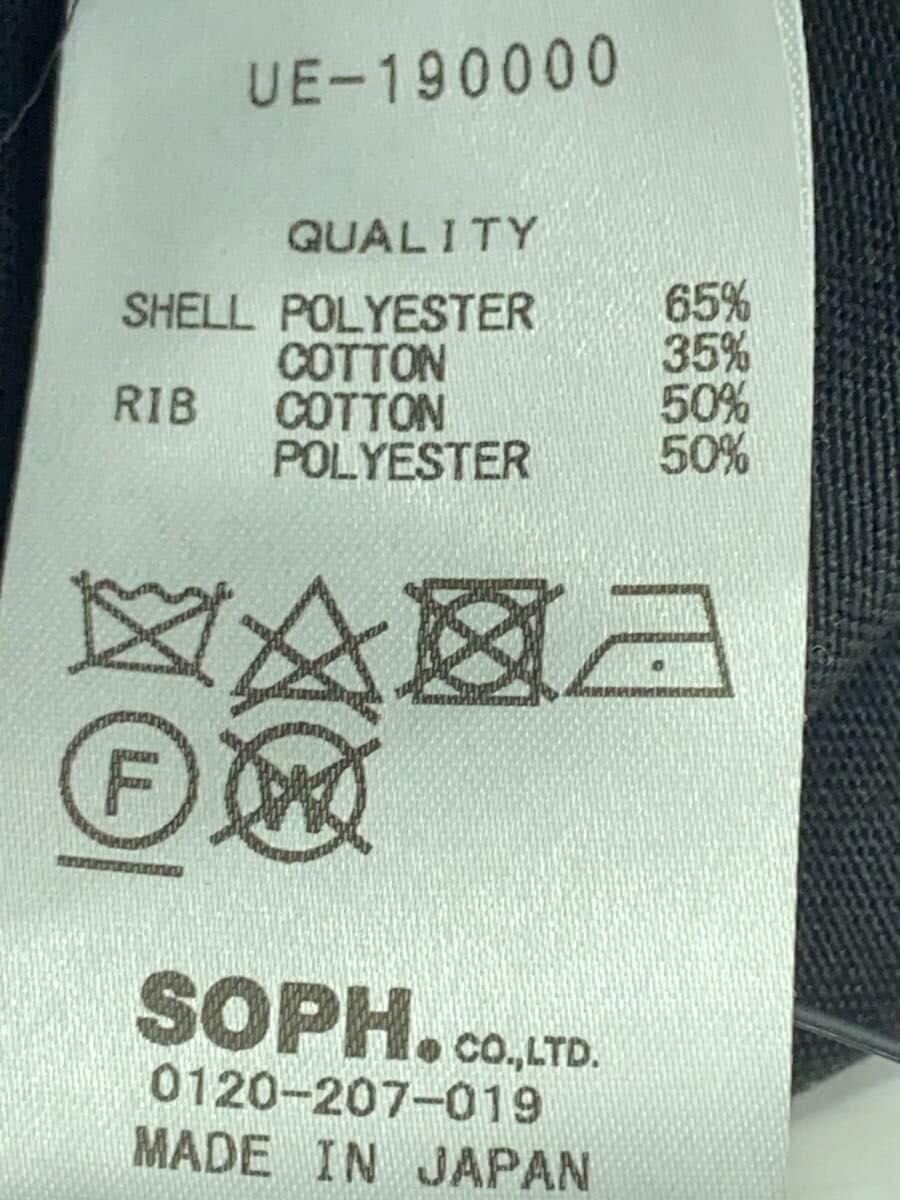 UE-190000
QUALITY
SHELL POLYESTER 65%
COTTON 35%
RIB COTTON 50%
POLYESTER 50%
F W
SOPH. CO.,LTD.
0120-207-019
MADE IN JAPAN